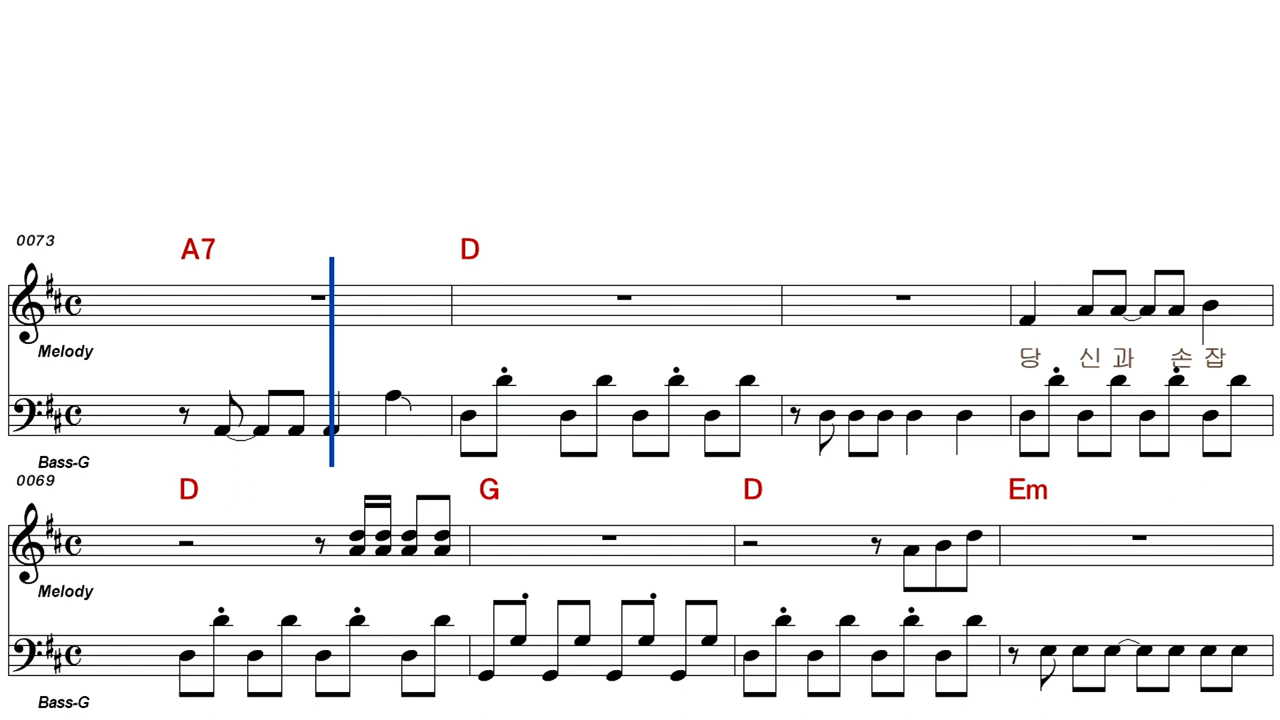 0073
A7 D
Melody
당 신 과 손 잡
Bass-G
0069
D G D Em
Melody
Bass-G